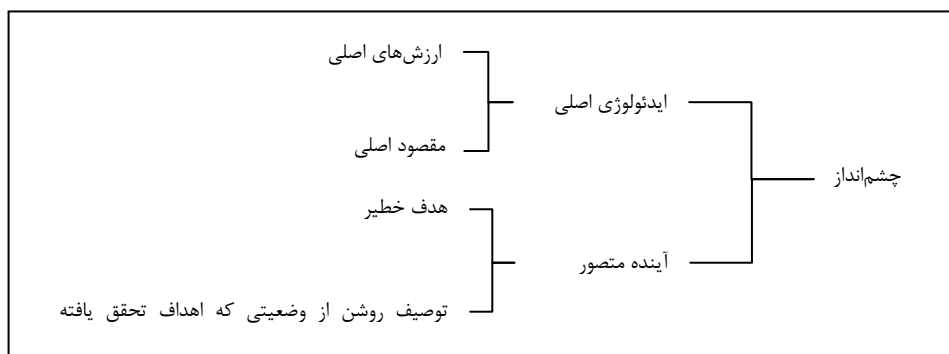 چشم‌انداز
ایدئولوژی اصلی
ارزش‌های اصلی
مقصود اصلی
آینده متصور
هدف خطیر
توصیف روشن از وضعیتی که اهداف تحقق یافته